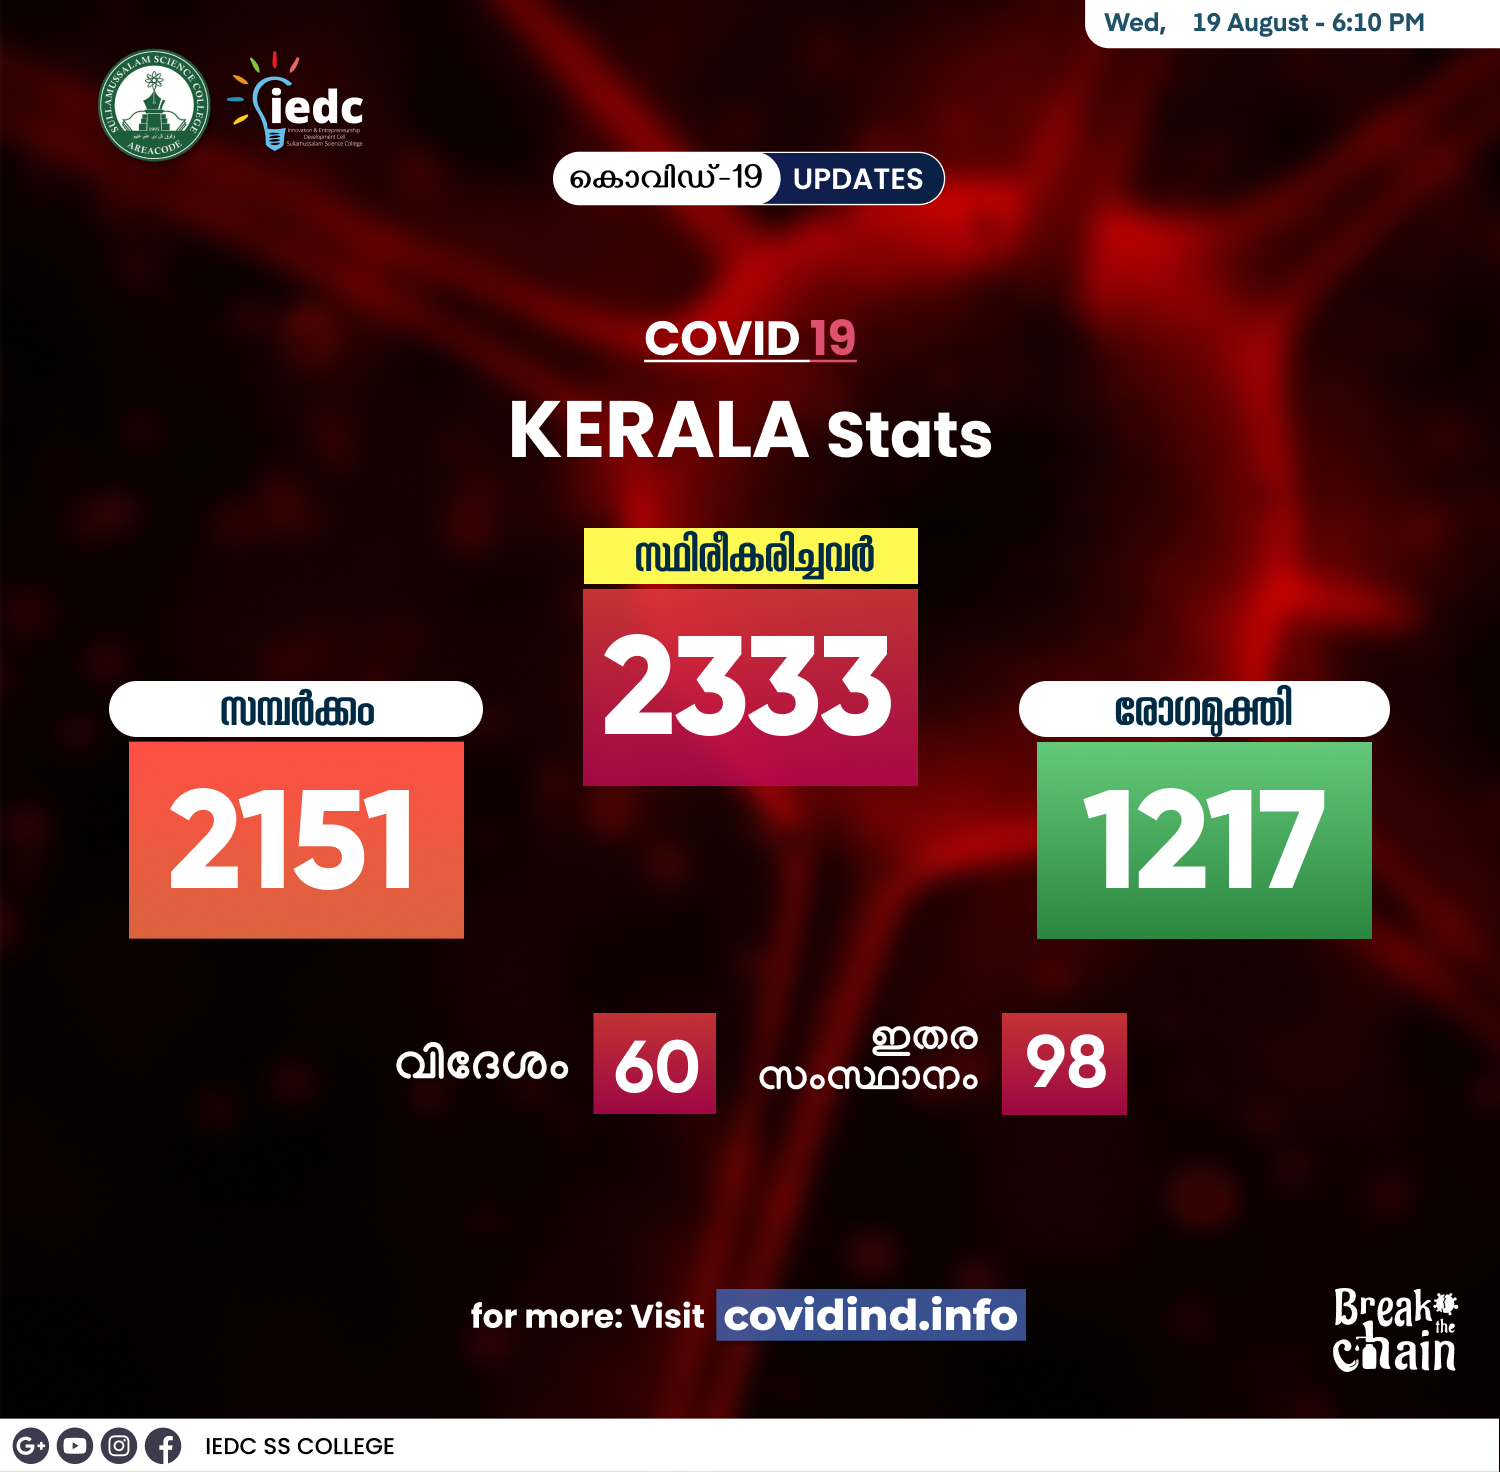 Wed, 19 August - 6:10 PM
SULLAMUSSALAM SCIENCE COLLEGE
1995
AREACODE
iedc
Innovation & Entrepreneurship
Development Cell
Sullamussalam Science College
കൊവിഡ്-19 UPDATES
COVID 19
KERALA Stats
സ്ഥിരീകരിച്ചവർ
2333
സമ്പർക്കം
2151
രോഗമുക്തി
1217
വിദേശം 60
ഇതര
സംസ്ഥാനം 98
for more: Visit covidind.info
Break
the
chain
G+ f IEDC SS COLLEGE